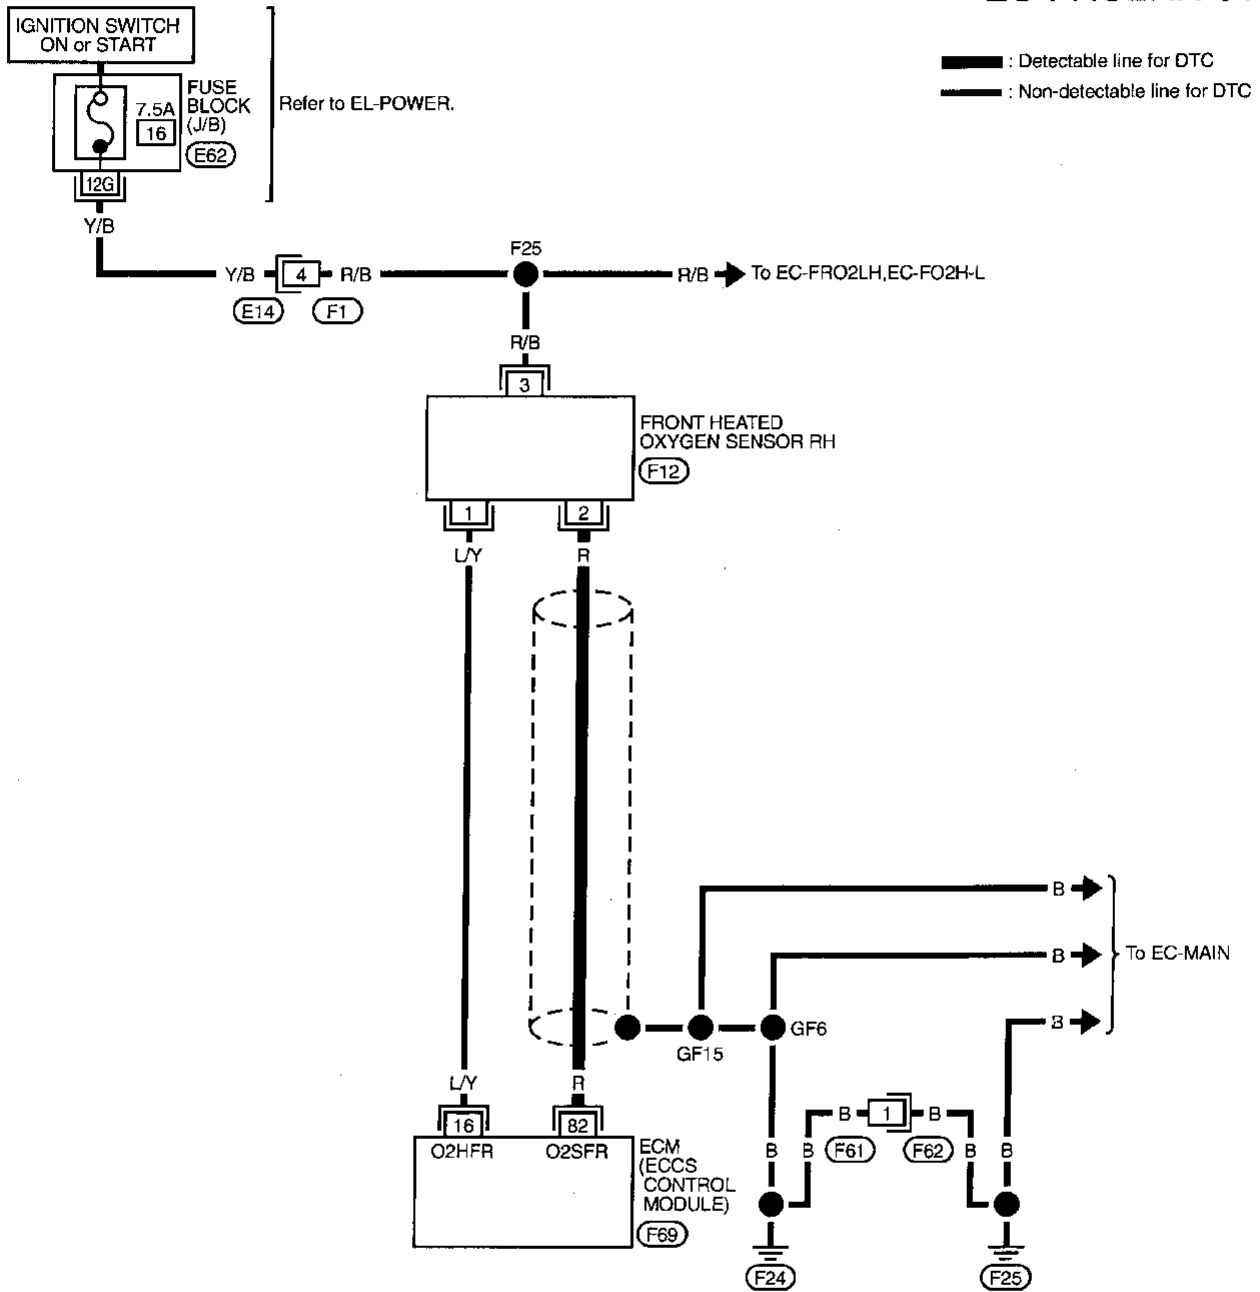 IGNITION SWITCH
ON or START
FUSE
BLOCK
(J/B)
7.5A
16
E62
12G
Refer to EL-POWER.
: Detectable line for DTC
: Non-detectable line for DTC
Y/B
Y/B
4
R/B
E14
F1
F25
R/B
To EC-FRO2LH,EC-FO2H-L
R/B
3
FRONT HEATED
OXYGEN SENSOR RH
F12
1
2
L/Y
R
B
B
To EC-MAIN
B
GF15
GF6
L/Y
R
16
82
O2HFR
O2SFR
ECM
(ECCS
CONTROL
MODULE)
F69
B
1
B
F61
F62
B
B
B
B
F24
F25